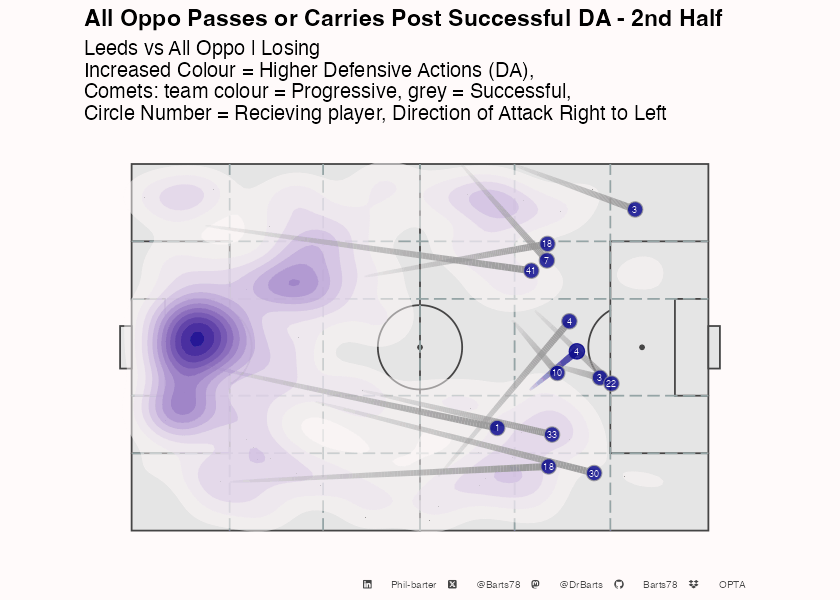 All Oppo Passes or Carries Post Successful DA - 2nd Half
Leeds vs All Oppo | Losing
Increased Colour = Higher Defensive Actions (DA),
Comets: team colour = Progressive, grey = Successful,
Circle Number = Recieving player, Direction of Attack Right to Left
3
18
7
41
4
4
10
3
22
1
33
18
30
Phil-barter @Barts78 @DrBarts Barts78 OPTA